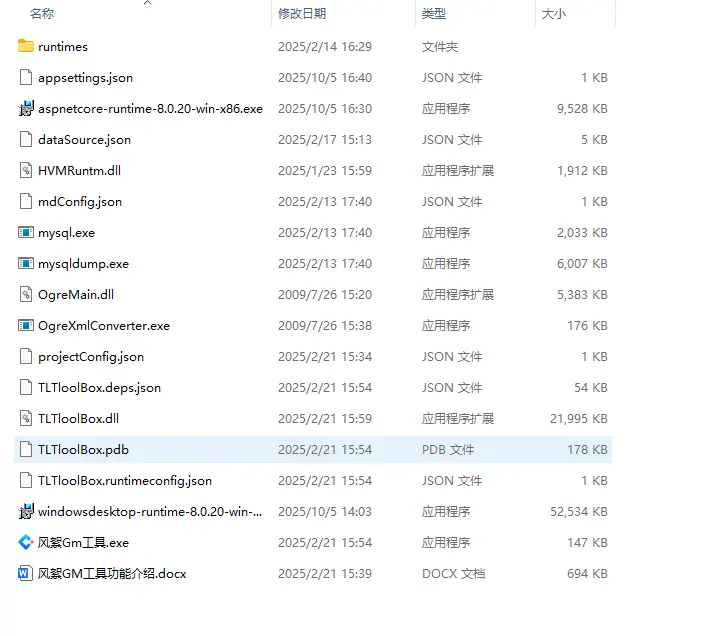 名称 修改日期 类型 大小
runtimes 2025/2/14 16:29 文件夹
appsettings.json 2025/10/5 16:40 JSON 文件 1 KB
aspnetcore-runtime-8.0.20-win-x86.exe 2025/10/5 16:30 应用程序 9,528 KB
dataSource.json 2025/2/17 15:13 JSON 文件 5 KB
HVMRuntm.dll 2025/1/23 15:59 应用程序扩展 1,912 KB
mdConfig.json 2025/2/13 17:40 JSON 文件 1 KB
mysql.exe 2025/2/13 17:40 应用程序 2,033 KB
mysqldump.exe 2025/2/13 17:40 应用程序 6,007 KB
OgreMain.dll 2009/7/26 15:20 应用程序扩展 5,383 KB
OgreXmlConverter.exe 2009/7/26 15:38 应用程序 176 KB
projectConfig.json 2025/2/21 15:34 JSON 文件 1 KB
TLTloolBox.deps.json 2025/2/21 15:54 JSON 文件 54 KB
TLTloolBox.dll 2025/2/21 15:59 应用程序扩展 21,995 KB
TLTloolBox.pdb 2025/2/21 15:54 PDB 文件 178 KB
TLTloolBox.runtimeconfig.json 2025/2/21 15:54 JSON 文件 1 KB
windowsdesktop-runtime-8.0.20-win-... 2025/10/5 14:03 应用程序 52,534 KB
风絮Gm工具.exe 2025/2/21 15:54 应用程序 147 KB
风絮GM工具功能介绍.docx 2025/2/21 15:39 DOCX 文档 694 KB